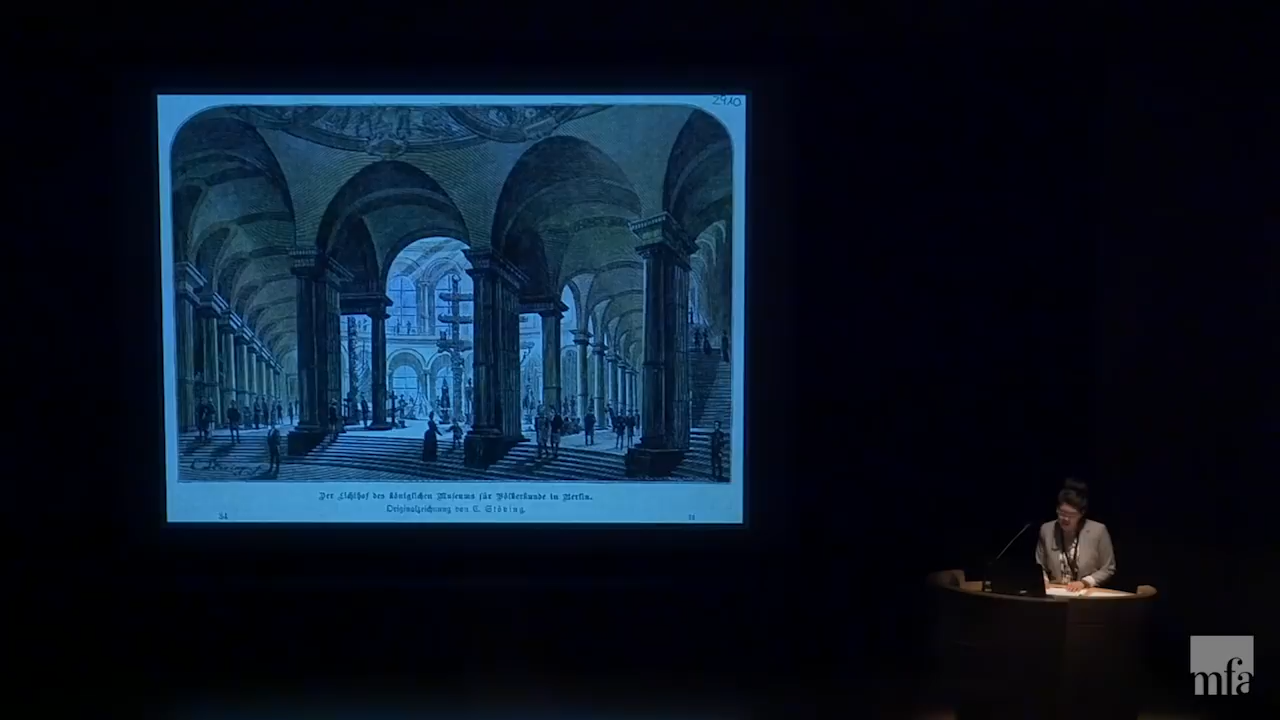 2910
Der Lichthof des Königlichen Museums für Völkerkunde in Berlin.
Originalzeichnung von C. Stöving.
mfa